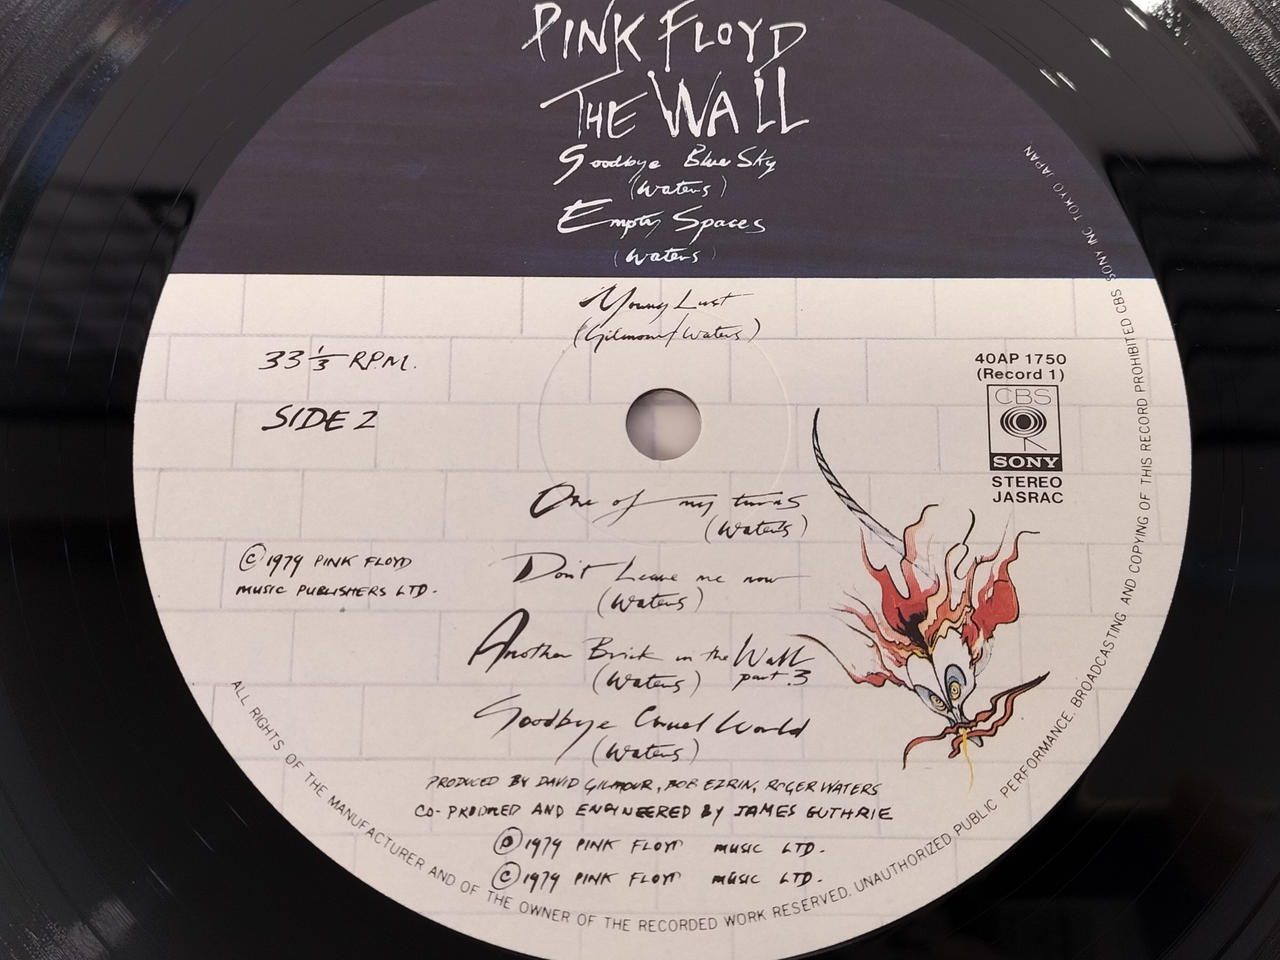 PINK FLOYD
THE WALL
Goodbye Blue Sky
(Waters)
Empty Spaces
(Waters)
Young Lust
(Gilmour/Waters)
33 1/3 R.P.M.
SIDE 2
40AP 1750
(Record 1)
CBS
SONY
STEREO
JASRAC
One of my turns
(Waters)
Ⓒ1979 PINK FLOYD
MUSIC PUBLISHERS LTD.
Don't Leave me now
(Waters)
Another Brick in the Wall
part.3
(Waters)
Goodbye Cruel World
(Waters)
PRODUCED BY DAVID GILMOUR, BOB EZRIN, ROGER WATERS
CO-PRODUCED AND ENGINEERED BY JAMES GUTHRIE
Ⓟ1979 PINK FLOYD MUSIC LTD.
Ⓒ1979 PINK FLOYD MUSIC LTD.
ALL RIGHTS OF THE MANUFACTURER AND OF THE OWNER OF THE RECORDED WORK RESERVED. UNAUTHORIZED PUBLIC PERFORMANCE. BROADCASTING AND COPYING OF THIS RECORD PROHIBITED CBS SONY INC. TOKYO JAPAN